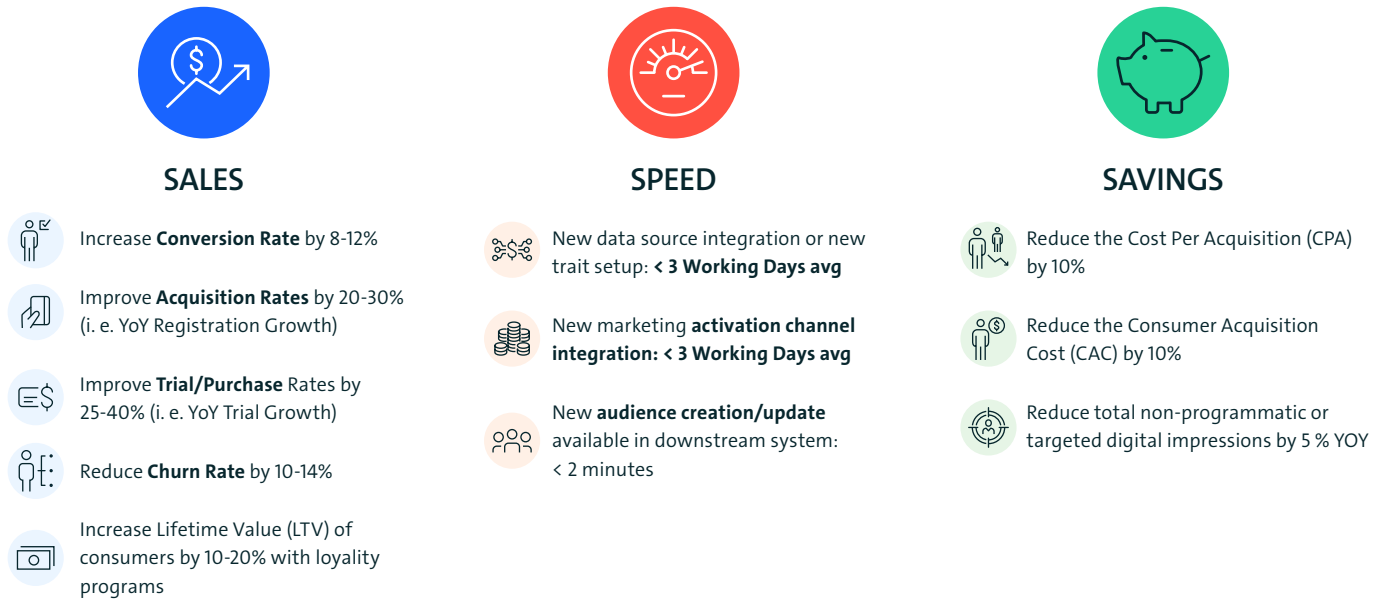 SALES
Increase Conversion Rate by 8-12%
Improve Acquisition Rates by 20-30%
(i. e. YoY Registration Growth)
Improve Trial/Purchase Rates by
25-40% (i. e. YoY Trial Growth)
Reduce Churn Rate by 10-14%
Increase Lifetime Value (LTV) of
consumers by 10-20% with loyality
programs
SPEED
New data source integration or new
trait setup: < 3 Working Days avg
New marketing activation channel
integration: < 3 Working Days avg
New audience creation/update
available in downstream system:
< 2 minutes
SAVINGS
Reduce the Cost Per Acquisition (CPA)
by 10%
Reduce the Consumer Acquisition
Cost (CAC) by 10%
Reduce total non-programmatic or
targeted digital impressions by 5 % YOY